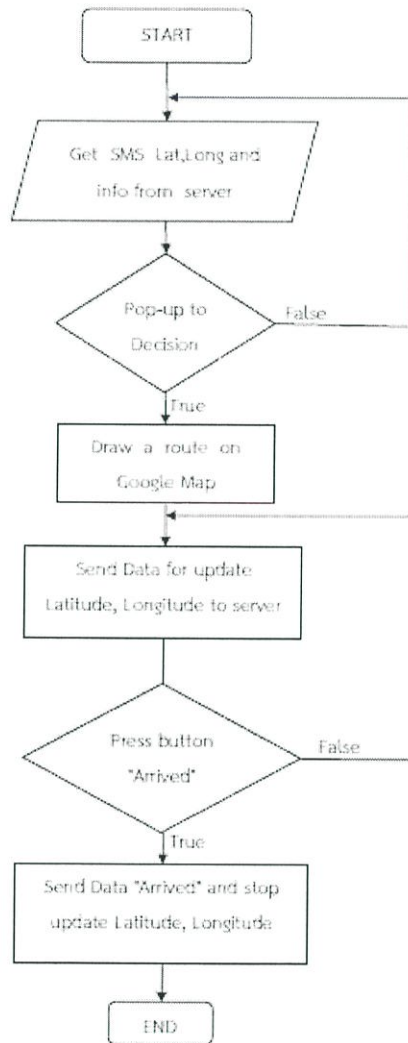 START
Get SMS Lat,Long and
info from server
Pop-up to
Decision
False
True
Draw a route on
Google Map
Send Data for update
Latitude, Longitude to server
Press button
"Arrived"
False
True
Send Data "Arrived" and stop
update Latitude, Longitude
END